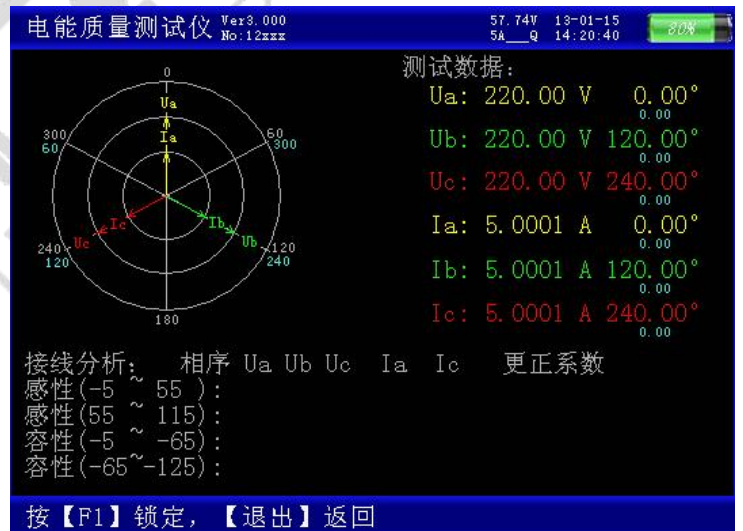 电能质量测试仪 Ver3.000
No:12xxx
57.74V 13-01-15
5A__Q 14:20:40
80%
测试数据:
Ua: 220.00 V 0.00°
0.00
Ub: 220.00 V 120.00°
0.00
Uc: 220.00 V 240.00°
0.00
Ia: 5.0001 A 0.00°
0.00
Ib: 5.0001 A 120.00°
0.00
Ic: 5.0001 A 240.00°
0.00
0
Ua
Ia
300
60
60
300
Uc
Ic
Ib
Ub
240
120
120
240
180
接线分析: 相序 Ua Ub Uc Ia Ic 更正系数
感性(-5 ~ 55 ):
感性(55 ~ 115):
容性(-5 ~ -65):
容性(-65~-125):
按【F1】锁定，【退出】返回